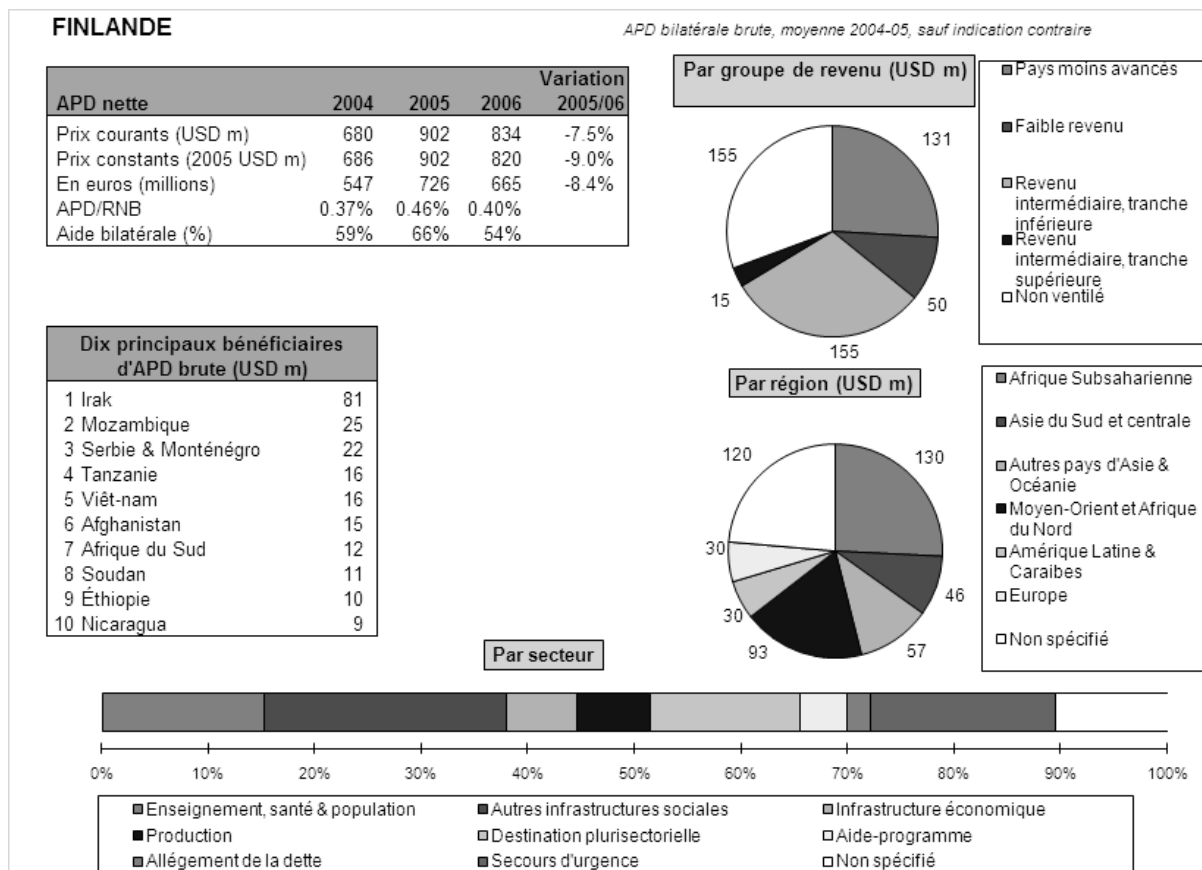 FINLANDE
APD bilatérale brute, moyenne 2004-05, sauf indication contraire
APD nette 2004 2005 2006 Variation 2005/06
Prix courants (USD m) 680 902 834 -7.5%
Prix constants (2005 USD m) 686 902 820 -9.0%
En euros (millions) 547 726 665 -8.4%
APD/RNB 0.37% 0.46% 0.40%
Aide bilatérale (%) 59% 66% 54%
Par groupe de revenu (USD m)
131
50
155
15
155
Pays moins avancés
Faible revenu
Revenu
intermédiaire, tranche
inférieure
Revenu
intermédiaire, tranche
supérieure
Non ventilé
Dix principaux bénéficiaires
d'APD brute (USD m)
1 Irak 81
2 Mozambique 25
3 Serbie & Monténégro 22
4 Tanzanie 16
5 Viêt-nam 16
6 Afghanistan 15
7 Afrique du Sud 12
8 Soudan 11
9 Éthiopie 10
10 Nicaragua 9
Par région (USD m)
130
46
57
93
30
30
120
Afrique Subsaharienne
Asie du Sud et centrale
Autres pays d'Asie &
Océanie
Moyen-Orient et Afrique
du Nord
Amérique Latine &
Caraibes
Europe
Non spécifié
Par secteur
0% 10% 20% 30% 40% 50% 60% 70% 80% 90% 100%
Enseignement, santé & population Autres infrastructures sociales Infrastructure économique
Production Destination plurisectorielle Aide-programme
Allégement de la dette Secours d'urgence Non spécifié